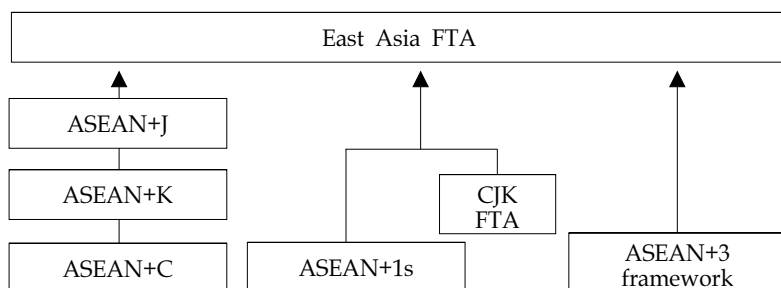 East Asia FTA
ASEAN+J
ASEAN+K
ASEAN+C
ASEAN+1s
CJK
FTA
ASEAN+3
framework